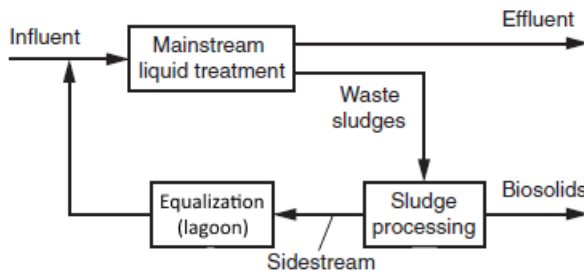 Influent
Mainstream
liquid treatment
Effluent
Waste
sludges
Equalization
(lagoon)
Sludge
processing
Biosolids
Sidestream